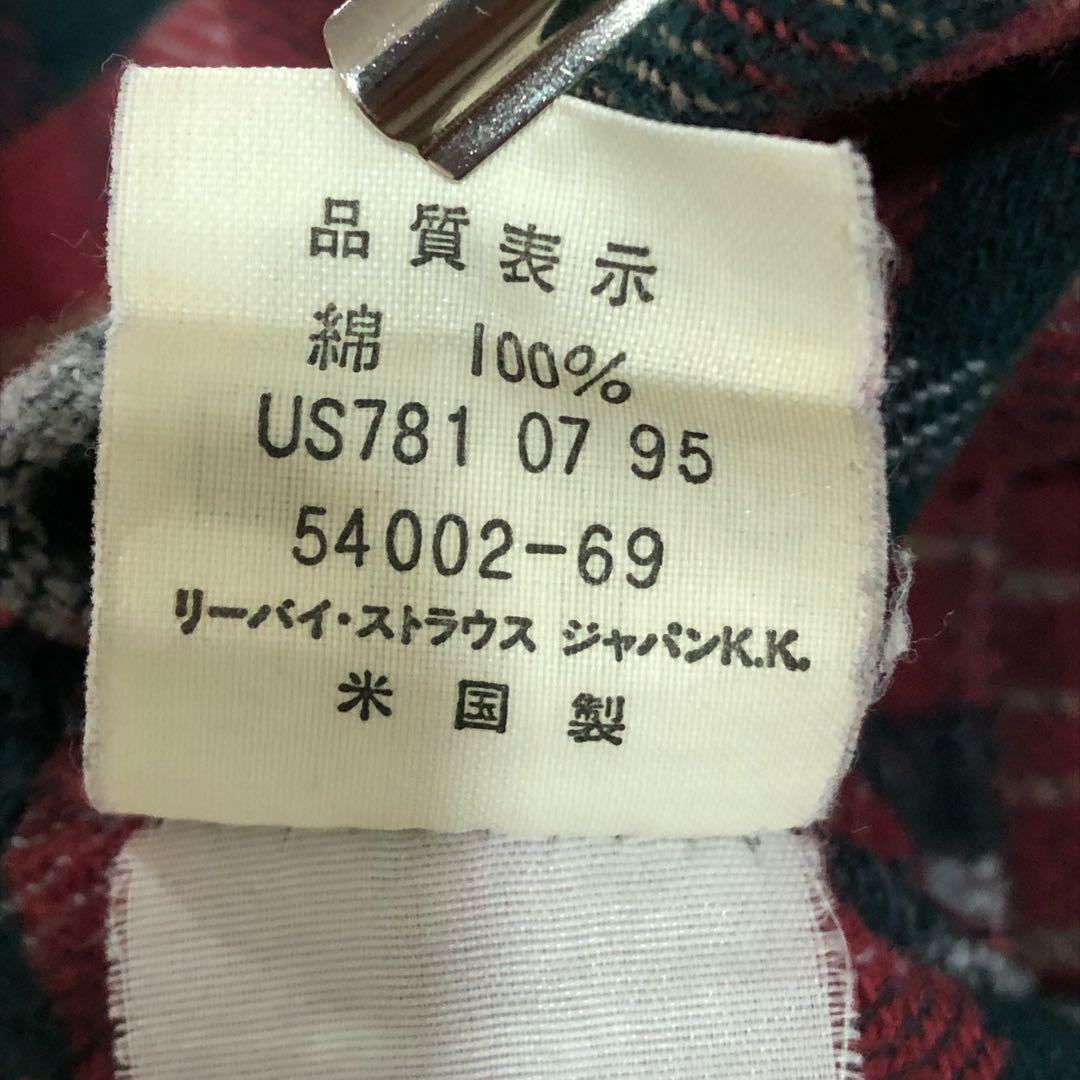 品質表示
綿 100%
US781 07 95
54002-69
リーバイ・ストラウス ジャパンK.K.
米国製